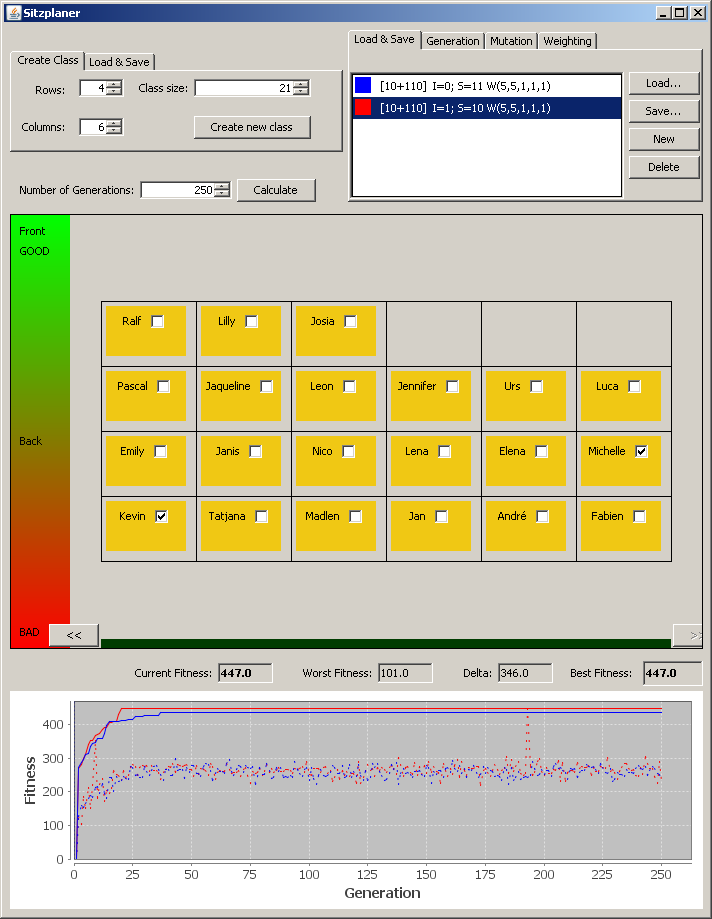 Sitzplaner
Create Class Load & Save
Rows: 4 Class size: 21
Columns: 6 Create new class
Number of Generations: 250 Calculate
Load & Save Generation Mutation Weighting
[10+110] I=0; S=11 W(5,5,1,1,1)
[10+110] I=1; S=10 W(5,5,1,1,1)
Load...
Save...
New
Delete
Front
GOOD
Back
BAD
Ralf Lilly Josia
Pascal Jaqueline Leon Jennifer Urs Luca
Emily Janis Nico Lena Elena Michelle
Kevin Tatjana Madlen Jan André Fabien
<< >>
Current Fitness: 447.0 Worst Fitness: 101.0 Delta: 346.0 Best Fitness: 447.0
Fitness
400
300
200
100
0
0 25 50 75 100 125 150 175 200 225 250
Generation